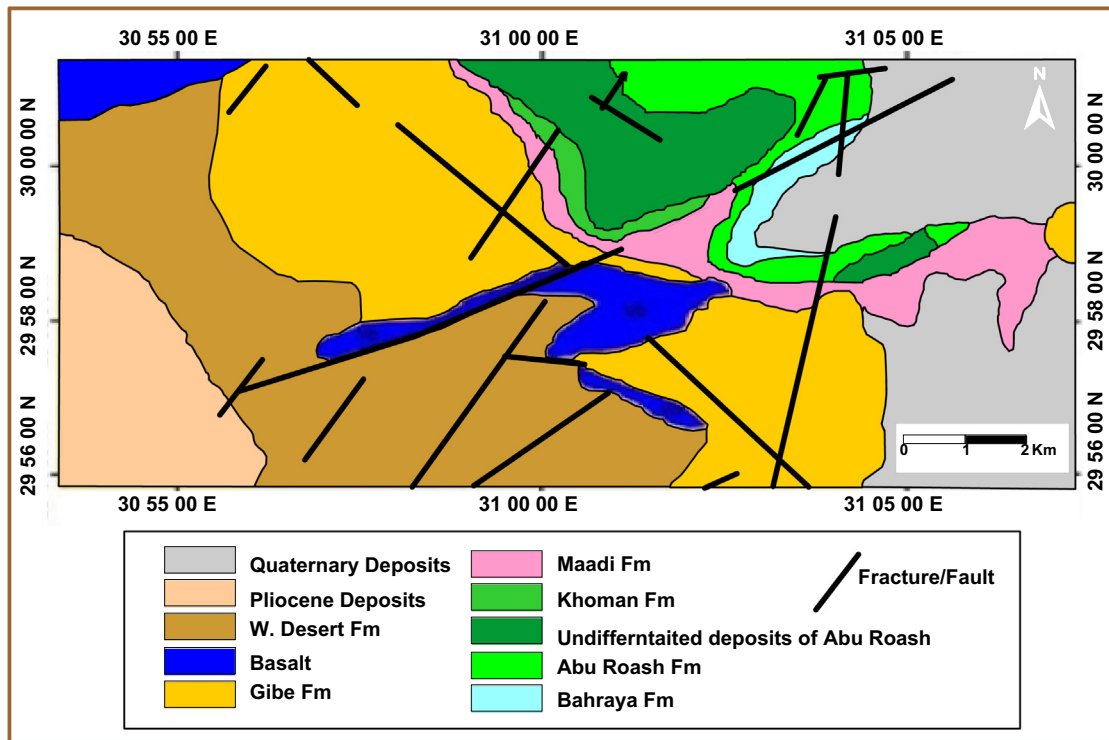 30 55 00 E 31 00 00 E 31 05 00 E
N
30 00 00 N 30 00 00 N
29 58 00 N 29 58 00 N
29 56 00 N 29 56 00 N
0 1 2 Km
30 55 00 E 31 00 00 E 31 05 00 E
Quaternary Deposits
Pliocene Deposits
W. Desert Fm
Basalt
Gibe Fm
Maadi Fm
Khoman Fm
Undifferntaited deposits of Abu Roash
Abu Roash Fm
Bahraya Fm
Fracture/Fault